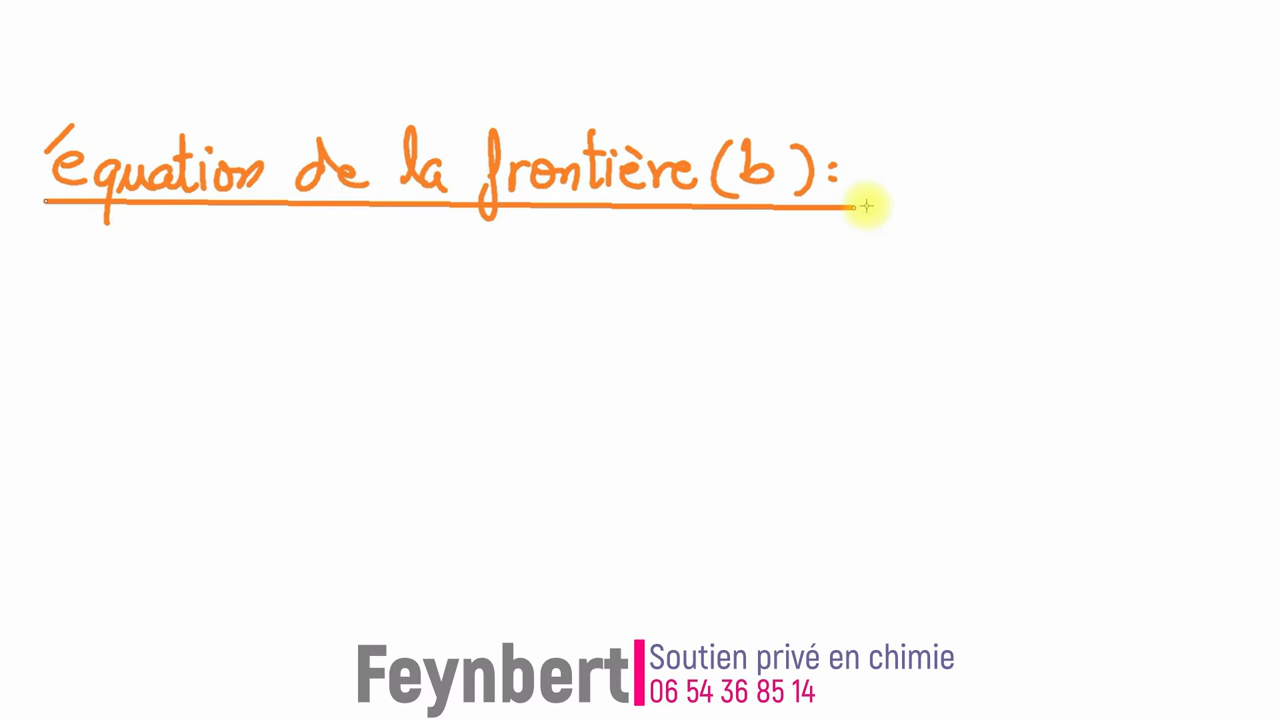 équation de la frontière (b) :
Feynbert
Soutien privé en chimie
06 54 36 85 14